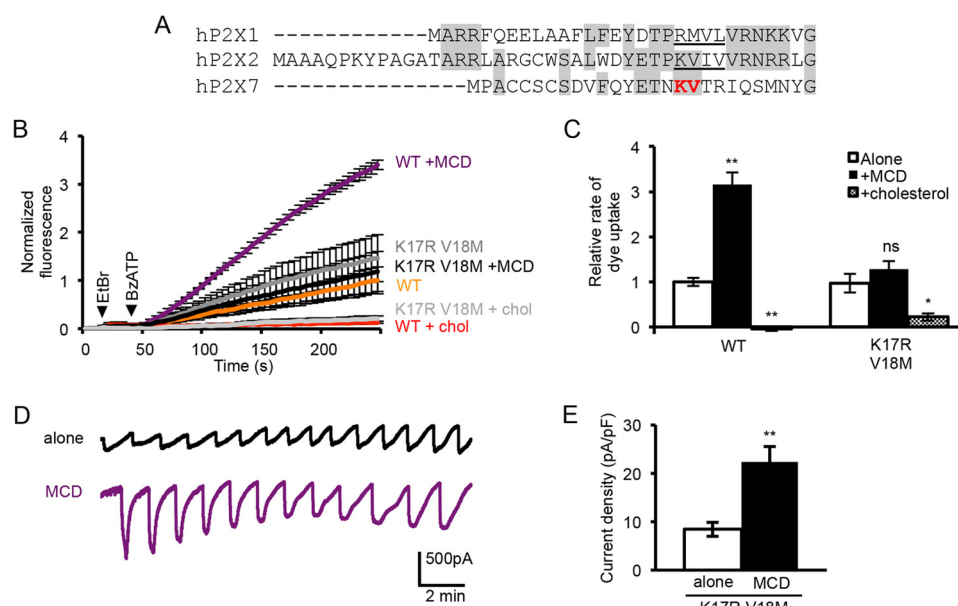 A
hP2X1 --------------MARRFQEELAAFLFEYDTPRMVLVRNKKVG
hP2X2 MAAAQPKYPAGATARRLARGCWSALWDYETPKVIVVRNRRLG
hP2X7 -----------------MPACCSCSDVFQYETNKVTRIQSMNYG
B
4
3
2
1
0
Normalized
fluorescence
EtBr
BzATP
WT +MCD
K17R V18M
K17R V18M +MCD
WT
K17R V18M + chol
WT + chol
0 50 100 150 200
Time (s)
C
4
3
2
1
0
Relative rate of
dye uptake
Alone
+MCD
+cholesterol
**
**
ns
*
WT
K17R
V18M
D
alone
MCD
500pA
2 min
E
30
20
10
0
Current density (pA/pF)
**
alone MCD
K17R V18M